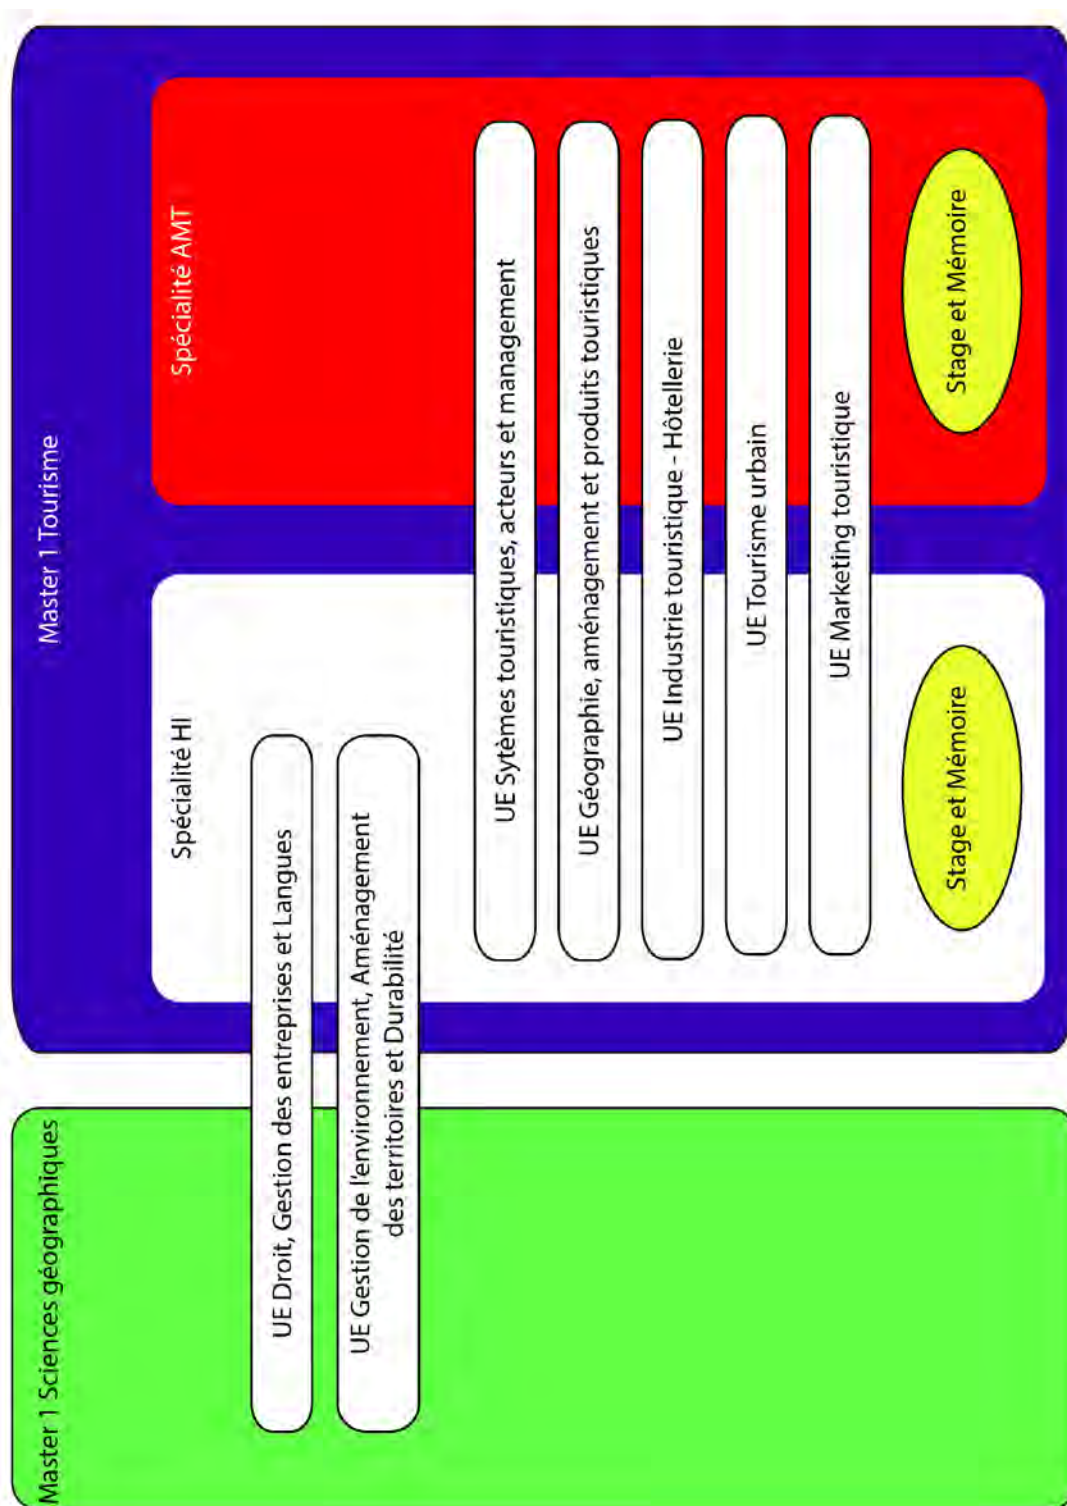 Master 1 Sciences géographiques
Master 1 Tourisme
Spécialité HI
Spécialité AMT
UE Droit, Gestion des entreprises et Langues
UE Gestion de l'environnement, Aménagement
des territoires et Durabilité
UE Sytèmes touristiques, acteurs et management
UE Géographie, aménagement et produits touristiques
UE Industrie touristique - Hôtellerie
UE Tourisme urbain
UE Marketing touristique
Stage et Mémoire
Stage et Mémoire